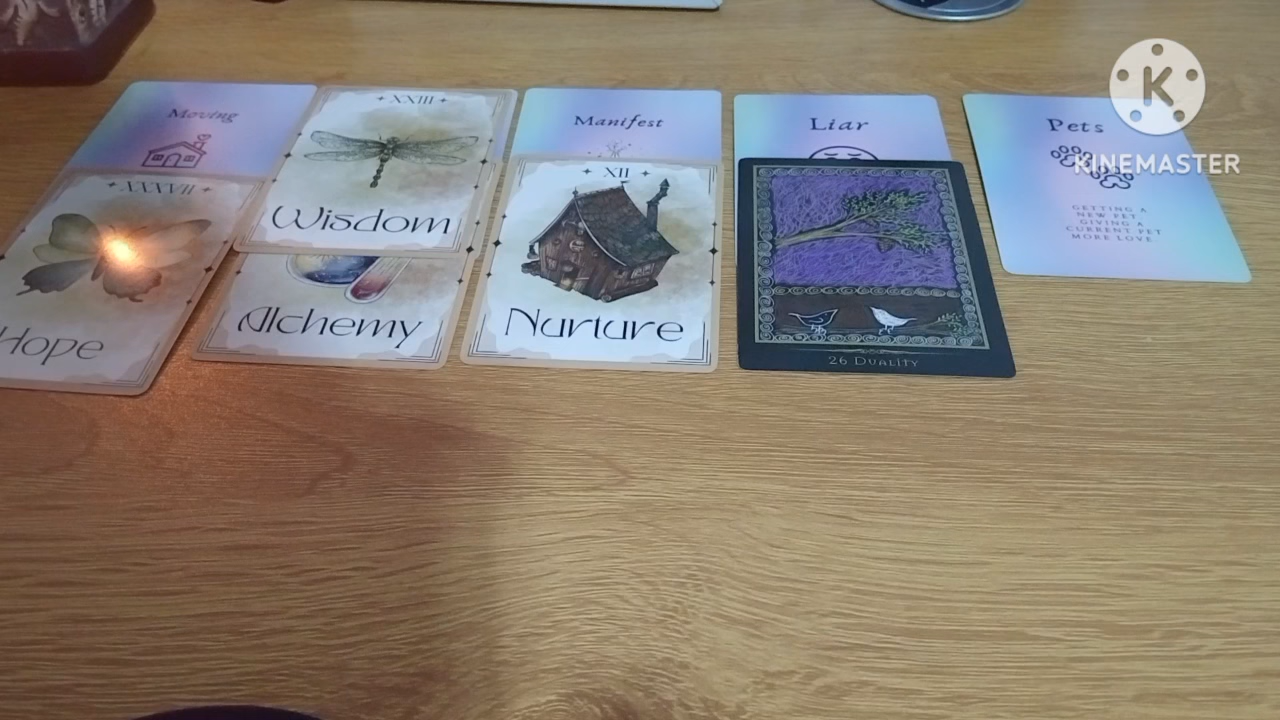 Moving
XXIII
Wisdom
Manifest
Liar
Pets
GETTING A
NEW PET
GIVING A
CURRENT PET
MORE LOVE
XXXVII
Hope
Alchemy
XII
Nurture
26 DUALITY
K
KINEMASTER